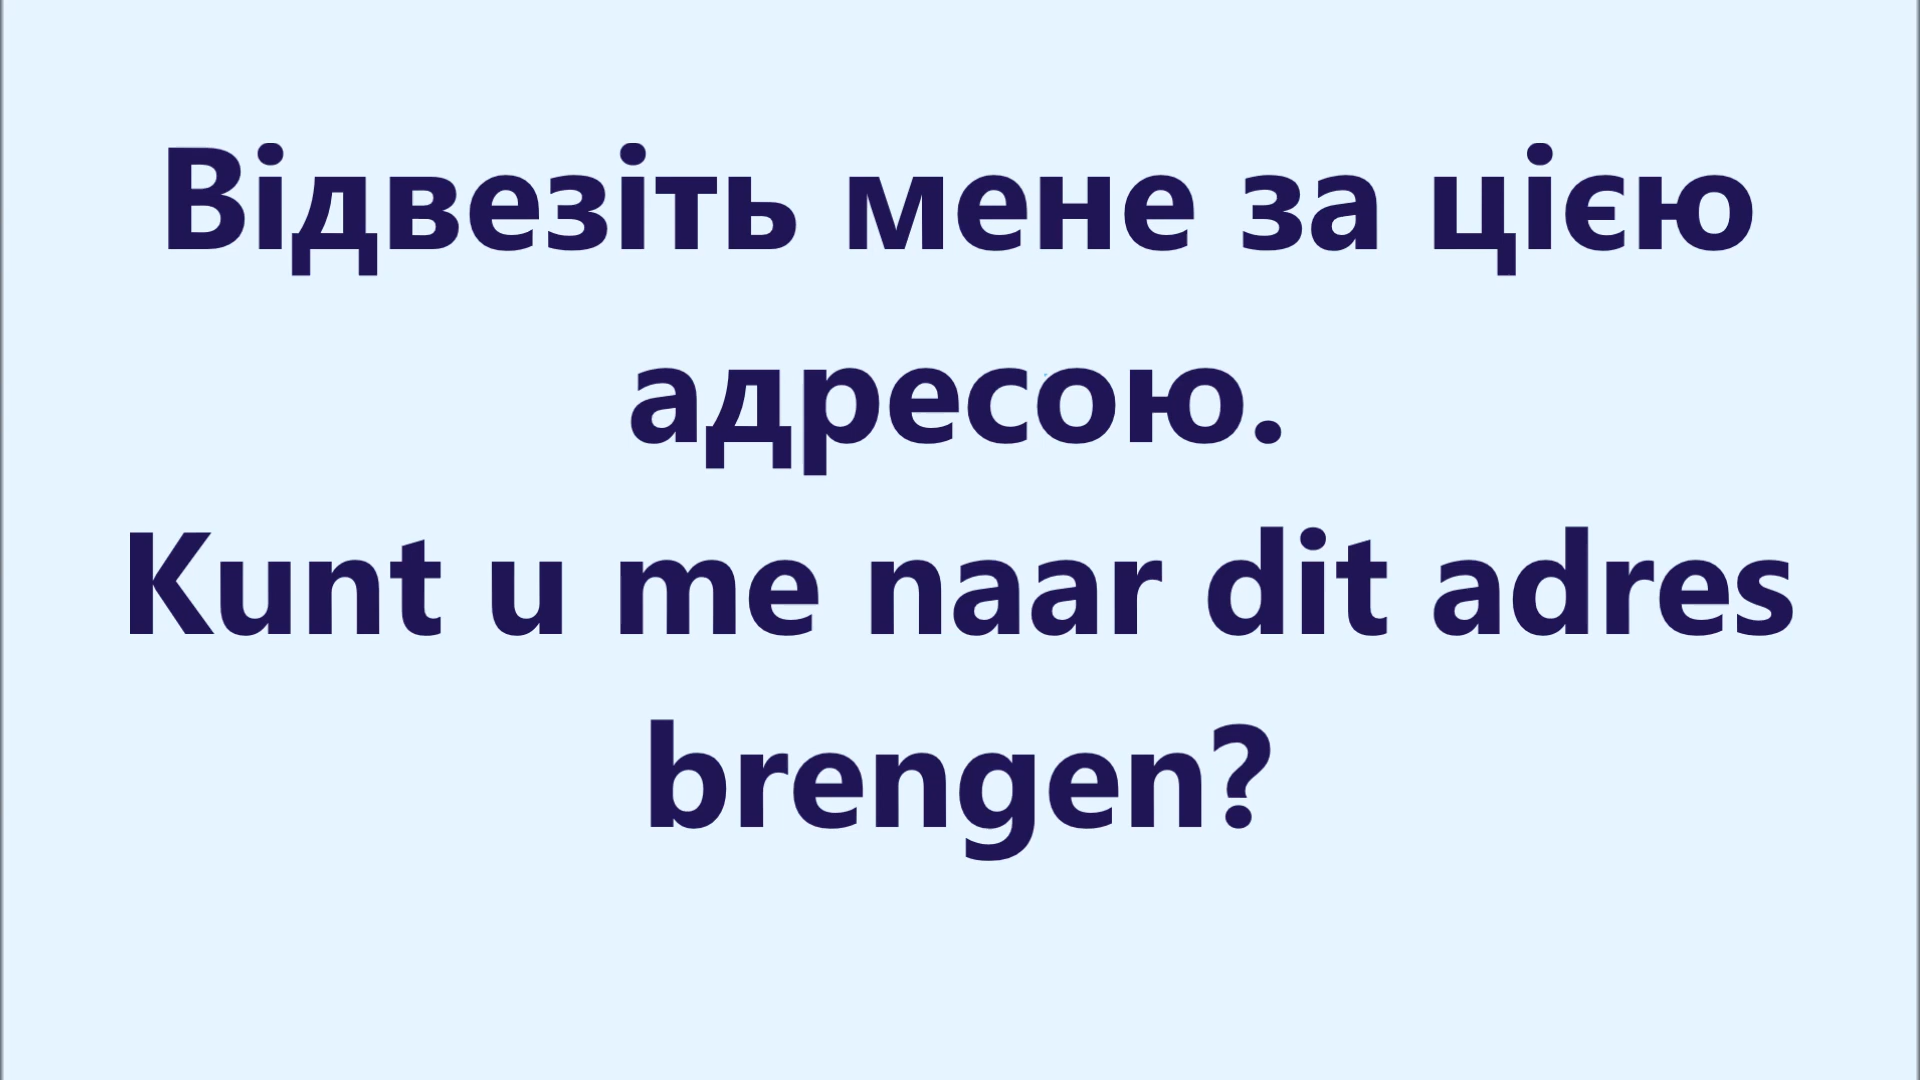 Відвезіть мене за цією
адресою.
Kunt u me naar dit adres
brengen?